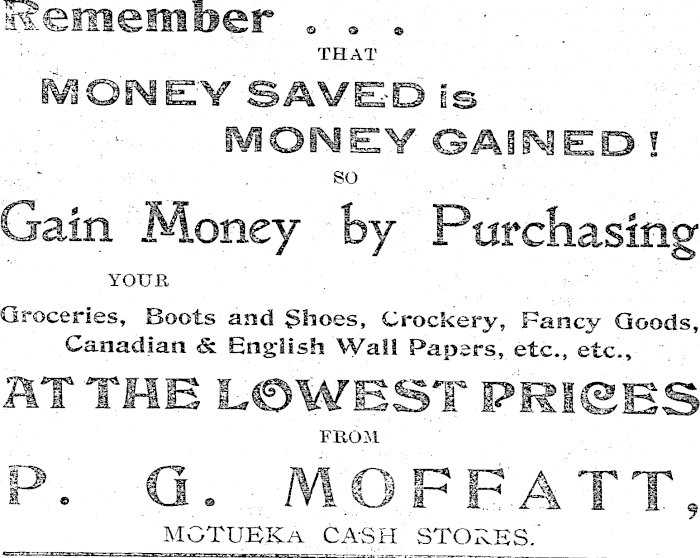 Remember . . .
THAT
MONEY SAVED is
MONEY GAINED!
SO
Gain Money by Purchasing
YOUR
Groceries, Boots and Shoes, Crockery, Fancy Goods,
Canadian & English Wall Papers, etc., etc.,
AT THE LOWEST PRICES
FROM
P. G. MOFFATT,
MOTUEKA CASH STORES.